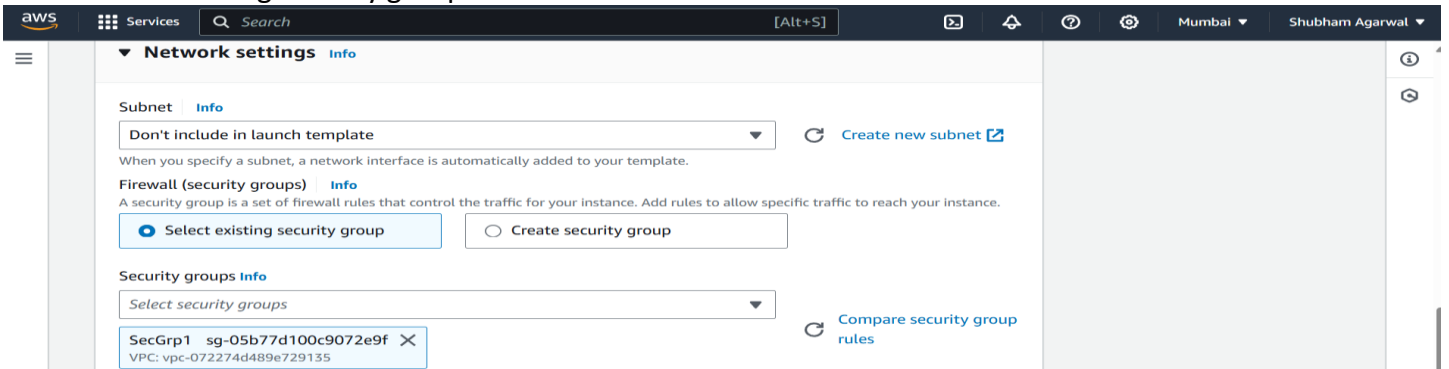 aws Services Search [Alt+S] Mumbai Shubham Agarwal
Network settings Info
Subnet Info
Don't include in launch template
Create new subnet
When you specify a subnet, a network interface is automatically added to your template.
Firewall (security groups) Info
A security group is a set of firewall rules that control the traffic for your instance. Add rules to allow specific traffic to reach your instance.
Select existing security group Create security group
Security groups Info
Select security groups
Compare security group
rules
SecGrp1 sg-05b77d100c9072e9f
VPC: vpc-072274d489e729135